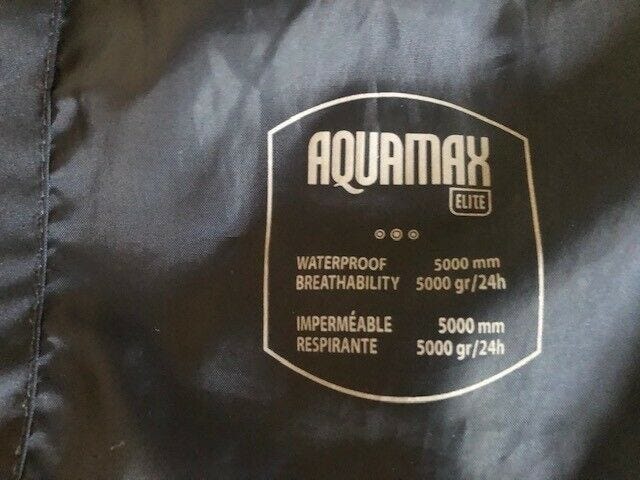 AQUAMAX
ELITE
WATERPROOF 5000 mm
BREATHABILITY 5000 gr/24h
IMPERMÉABLE 5000 mm
RESPIRANTE 5000 gr/24h